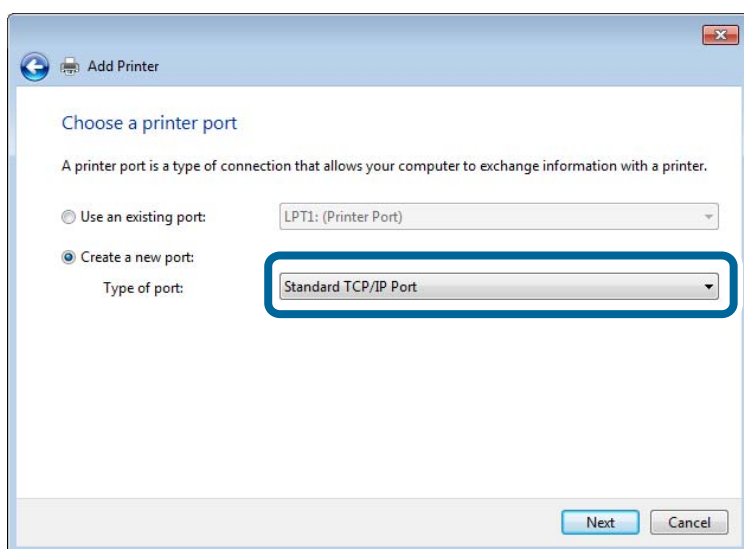 Add Printer
Choose a printer port
A printer port is a type of connection that allows your computer to exchange information with a printer.
Use an existing port:
LPT1: (Printer Port)
Create a new port:
Type of port:
Standard TCP/IP Port
Next
Cancel